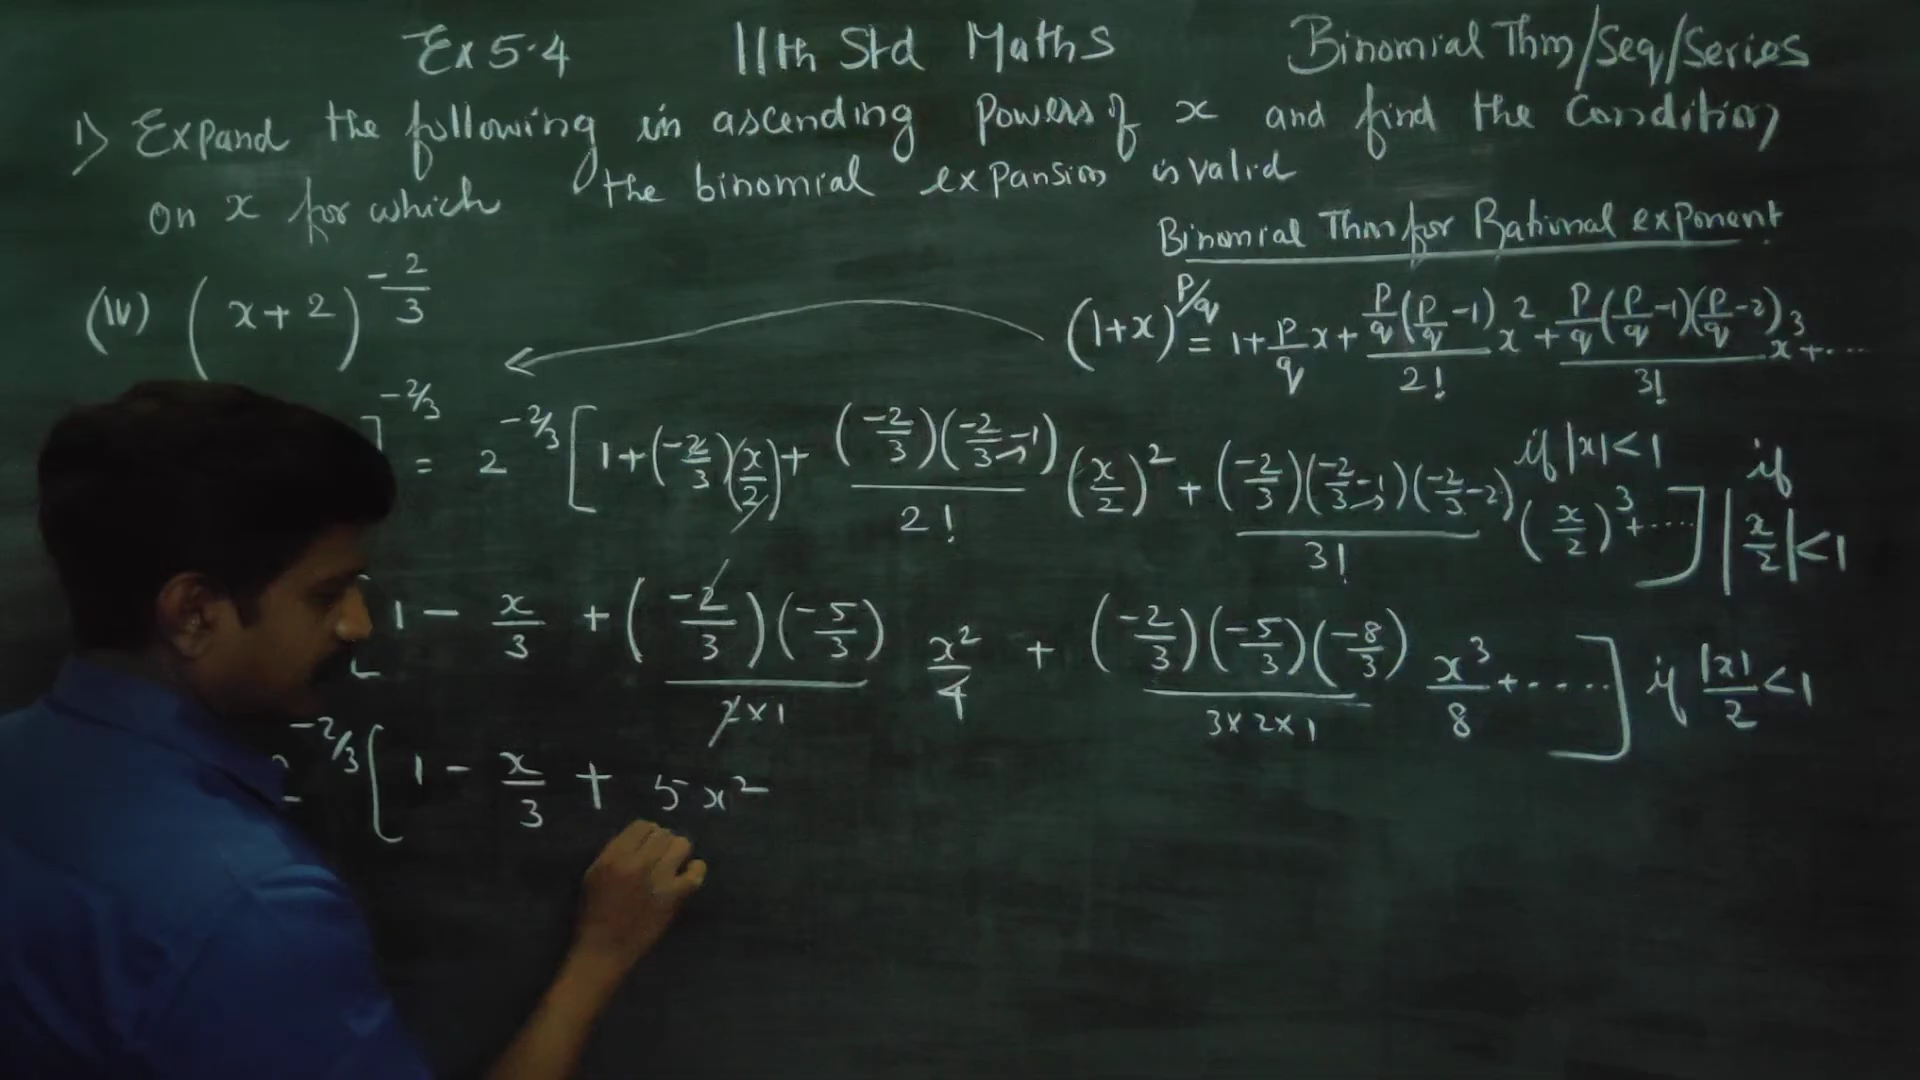 Ex 5.4 11th Std Maths Binomial Thm/Seq/Series
1) Expand the following in ascending powers of x and find the Condition
on x for which the binomial expansion is valid
Binomial Thm for Rational exponent
(iv) (x+2)^(-2/3)
(1+x)^(p/q) = 1+p/q x+ (p/q(p/q-1))/2! x^2 + (p/q(p/q-1)(p/q-2))/3! x^3+....
if |x|<1
]^(-2/3) = 2^(-2/3) [1+(-2/3)(x/2)+ ((-2/3)(-2/3-1))/2! (x/2)^2 + ((-2/3)(-2/3-1)(-2/3-2))/3! (x/2)^3+....] if |x/2|<1
[1 - x/3 + ((-2/3)(-5/3))/(2×1) x^2/4 + ((-2/3)(-5/3)(-8/3))/(3×2×1) x^3/8 +.....] if |x|/2<1
^(-2/3) [1 - x/3 + 5x^2